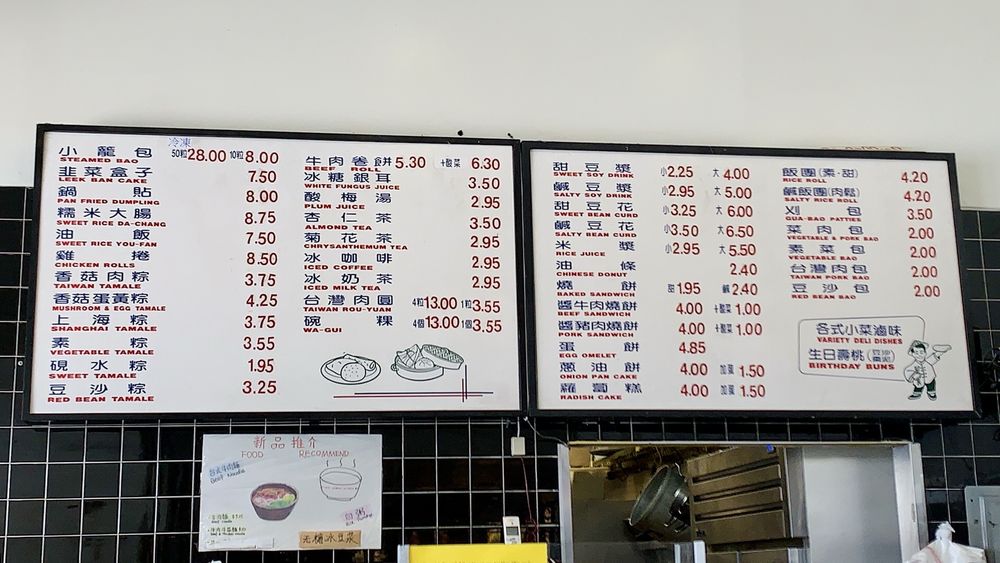 冷凍
小龍包 50粒 28.00 10粒 8.00
STEAMED BAO
韭菜盒子 7.50
LEEK BAN CAKE
鍋貼 8.00
PAN FRIED DUMPLING
糯米大腸 8.75
SWEET RICE DA-CHANG
油飯 7.50
SWEET RICE YOU-FAN
雞捲 8.50
CHICKEN ROLLS
香菇肉粽 3.75
TAIWAN TAMALE
香菇蛋黃粽 4.25
MUSHROOM & EGG TAMALE
上海粽 3.75
SHANGHAI TAMALE
素粽 3.55
VEGETABLE TAMALE
硯水粽 1.95
SWEET TAMALE
豆沙粽 3.25
RED BEAN TAMALE
牛肉卷餅 5.30 +酸菜 6.30
BEEF ROLL
冰糖銀耳 3.50
WHITE FUNGUS JUICE
酸梅湯 2.95
PLUM JUICE
杏仁茶 3.50
ALMOND TEA
菊花茶 2.95
CHRYSANTHEMUM TEA
冰咖啡 2.95
ICED COFFEE
冰奶茶 2.95
ICED MILK TEA
台灣肉圓 4粒 13.00 1粒 3.55
TAIWAN ROU-YUAN
碗粿 4個 13.00 1個 3.55
WA-GUI
甜豆漿 小 2.25 大 4.00
SWEET SOY DRINK
鹹豆漿 小 2.95 大 5.00
SALTY SOY DRINK
甜豆花 小 3.25 大 6.00
SWEET BEAN CURD
鹹豆花 小 3.50 大 6.50
SALTY BEAN CURD
米漿 小 2.95 大 5.50
RICE JUICE
油條 2.40
CHINESE DONUT
燒餅 甜 1.95 鹹 2.40
BAKED SANDWICH
醬牛肉燒餅 4.00 +酸菜 1.00
BEEF SANDWICH
醬豬肉燒餅 4.00 +酸菜 1.00
PORK SANDWICH
蛋餅 4.85
EGG OMELET
蔥油餅 4.00 加蛋 1.50
ONION PAN CAKE
羅蔔糕 4.00 加蛋 1.50
RADISH CAKE
飯團(素·甜) 4.20
RICE ROLL
鹹飯團(肉鬆) 4.20
SALTY RICE ROLL
刈包 3.50
GUA-BAO PATTIES
菜肉包 2.00
VEGETABLE & PORK BAO
素菜包 2.00
VEGETABLE BAO
台灣肉包 2.00
TAIWAN PORK BAO
豆沙包 2.00
RED BEAN BAO
各式小菜滷味
VARIETY DELI DISHES
生日壽桃
BIRTHDAY BUNS
新品推介
FOOD RECOMMEND
台式牛肉麵
Beef Noodle
无糖冰豆浆